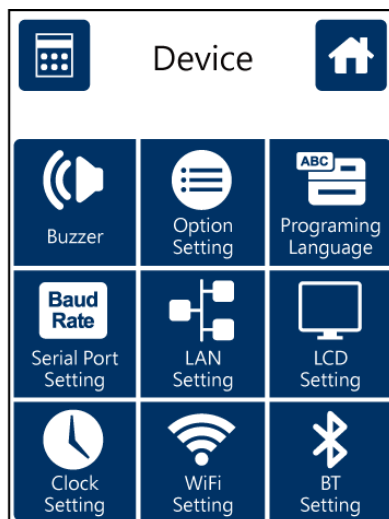 Device
Buzzer
Option
Setting
ABC
Programing
Language
Baud
Rate
Serial Port
Setting
LAN
Setting
LCD
Setting
Clock
Setting
WiFi
Setting
BT
Setting